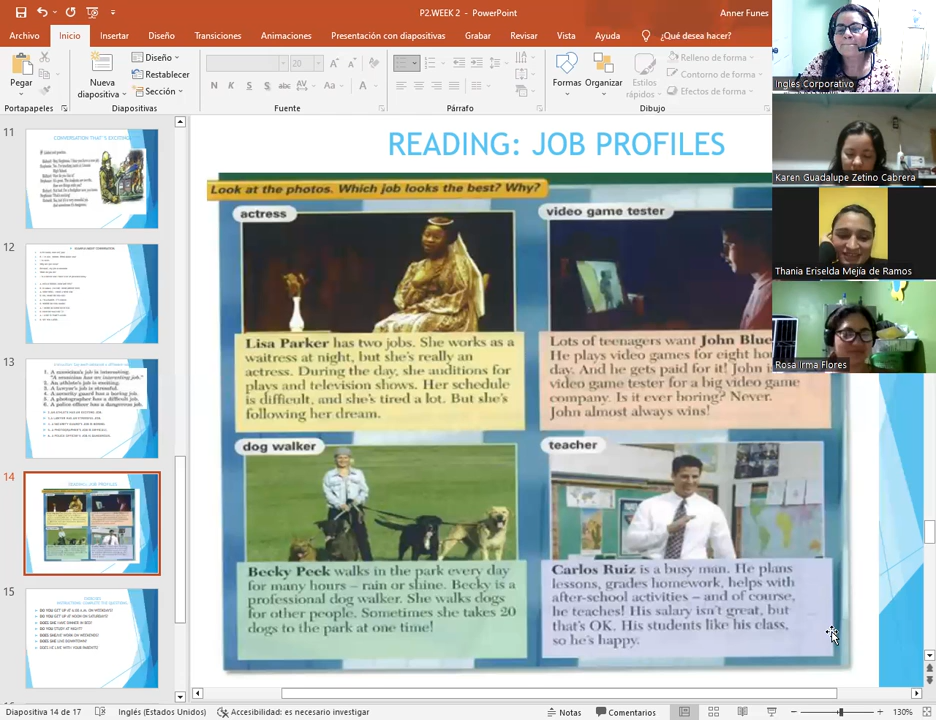 P2.WEEK 2 - PowerPoint
Anner Funes
Archivo Inicio Insertar Diseño Transiciones Animaciones Presentación con diapositivas Grabar Revisar Vista Ayuda ¿Qué desea hacer?
Pegar
Nueva diapositiva
Diseño
Restablecer
Sección
20
N K S S abc AV Aa A
Formas Organizar Estilos rápidos
Relleno de forma
Contorno de forma
Efectos de forma
Portapapeles Diapositivas Fuente Párrafo Dibujo
Inglés Corporativo
Karen Guadalupe Zetino Cabrera
Thania Eriselda Mejía de Ramos
Rosa Irma Flores
11
12
13
14
15
READING: JOB PROFILES
Look at the photos. Which job looks the best? Why?
actress
Lisa Parker has two jobs. She works as a
waitress at night, but she's really an
actress. During the day, she auditions for
plays and television shows. Her schedule
is difficult, and she's tired a lot. But she's
following her dream.
video game tester
Lots of teenagers want John Blue
He plays video games for eight ho
day. And he gets paid for it! John i
video game tester for a big video game
company. Is it ever boring? Never.
John almost always wins!
dog walker
Becky Peck walks in the park every day
for many hours – rain or shine. Becky is a
professional dog walker. She walks dogs
for other people. Sometimes she takes 20
dogs to the park at one time!
teacher
Carlos Ruiz is a busy man. He plans
lessons, grades homework, helps with
after-school activities – and of course,
he teaches! His salary isn't great, but
that's OK. His students like his class,
so he's happy.
Diapositiva 14 de 17 Inglés (Estados Unidos) Accesibilidad: es necesario investigar Notas Comentarios 130%